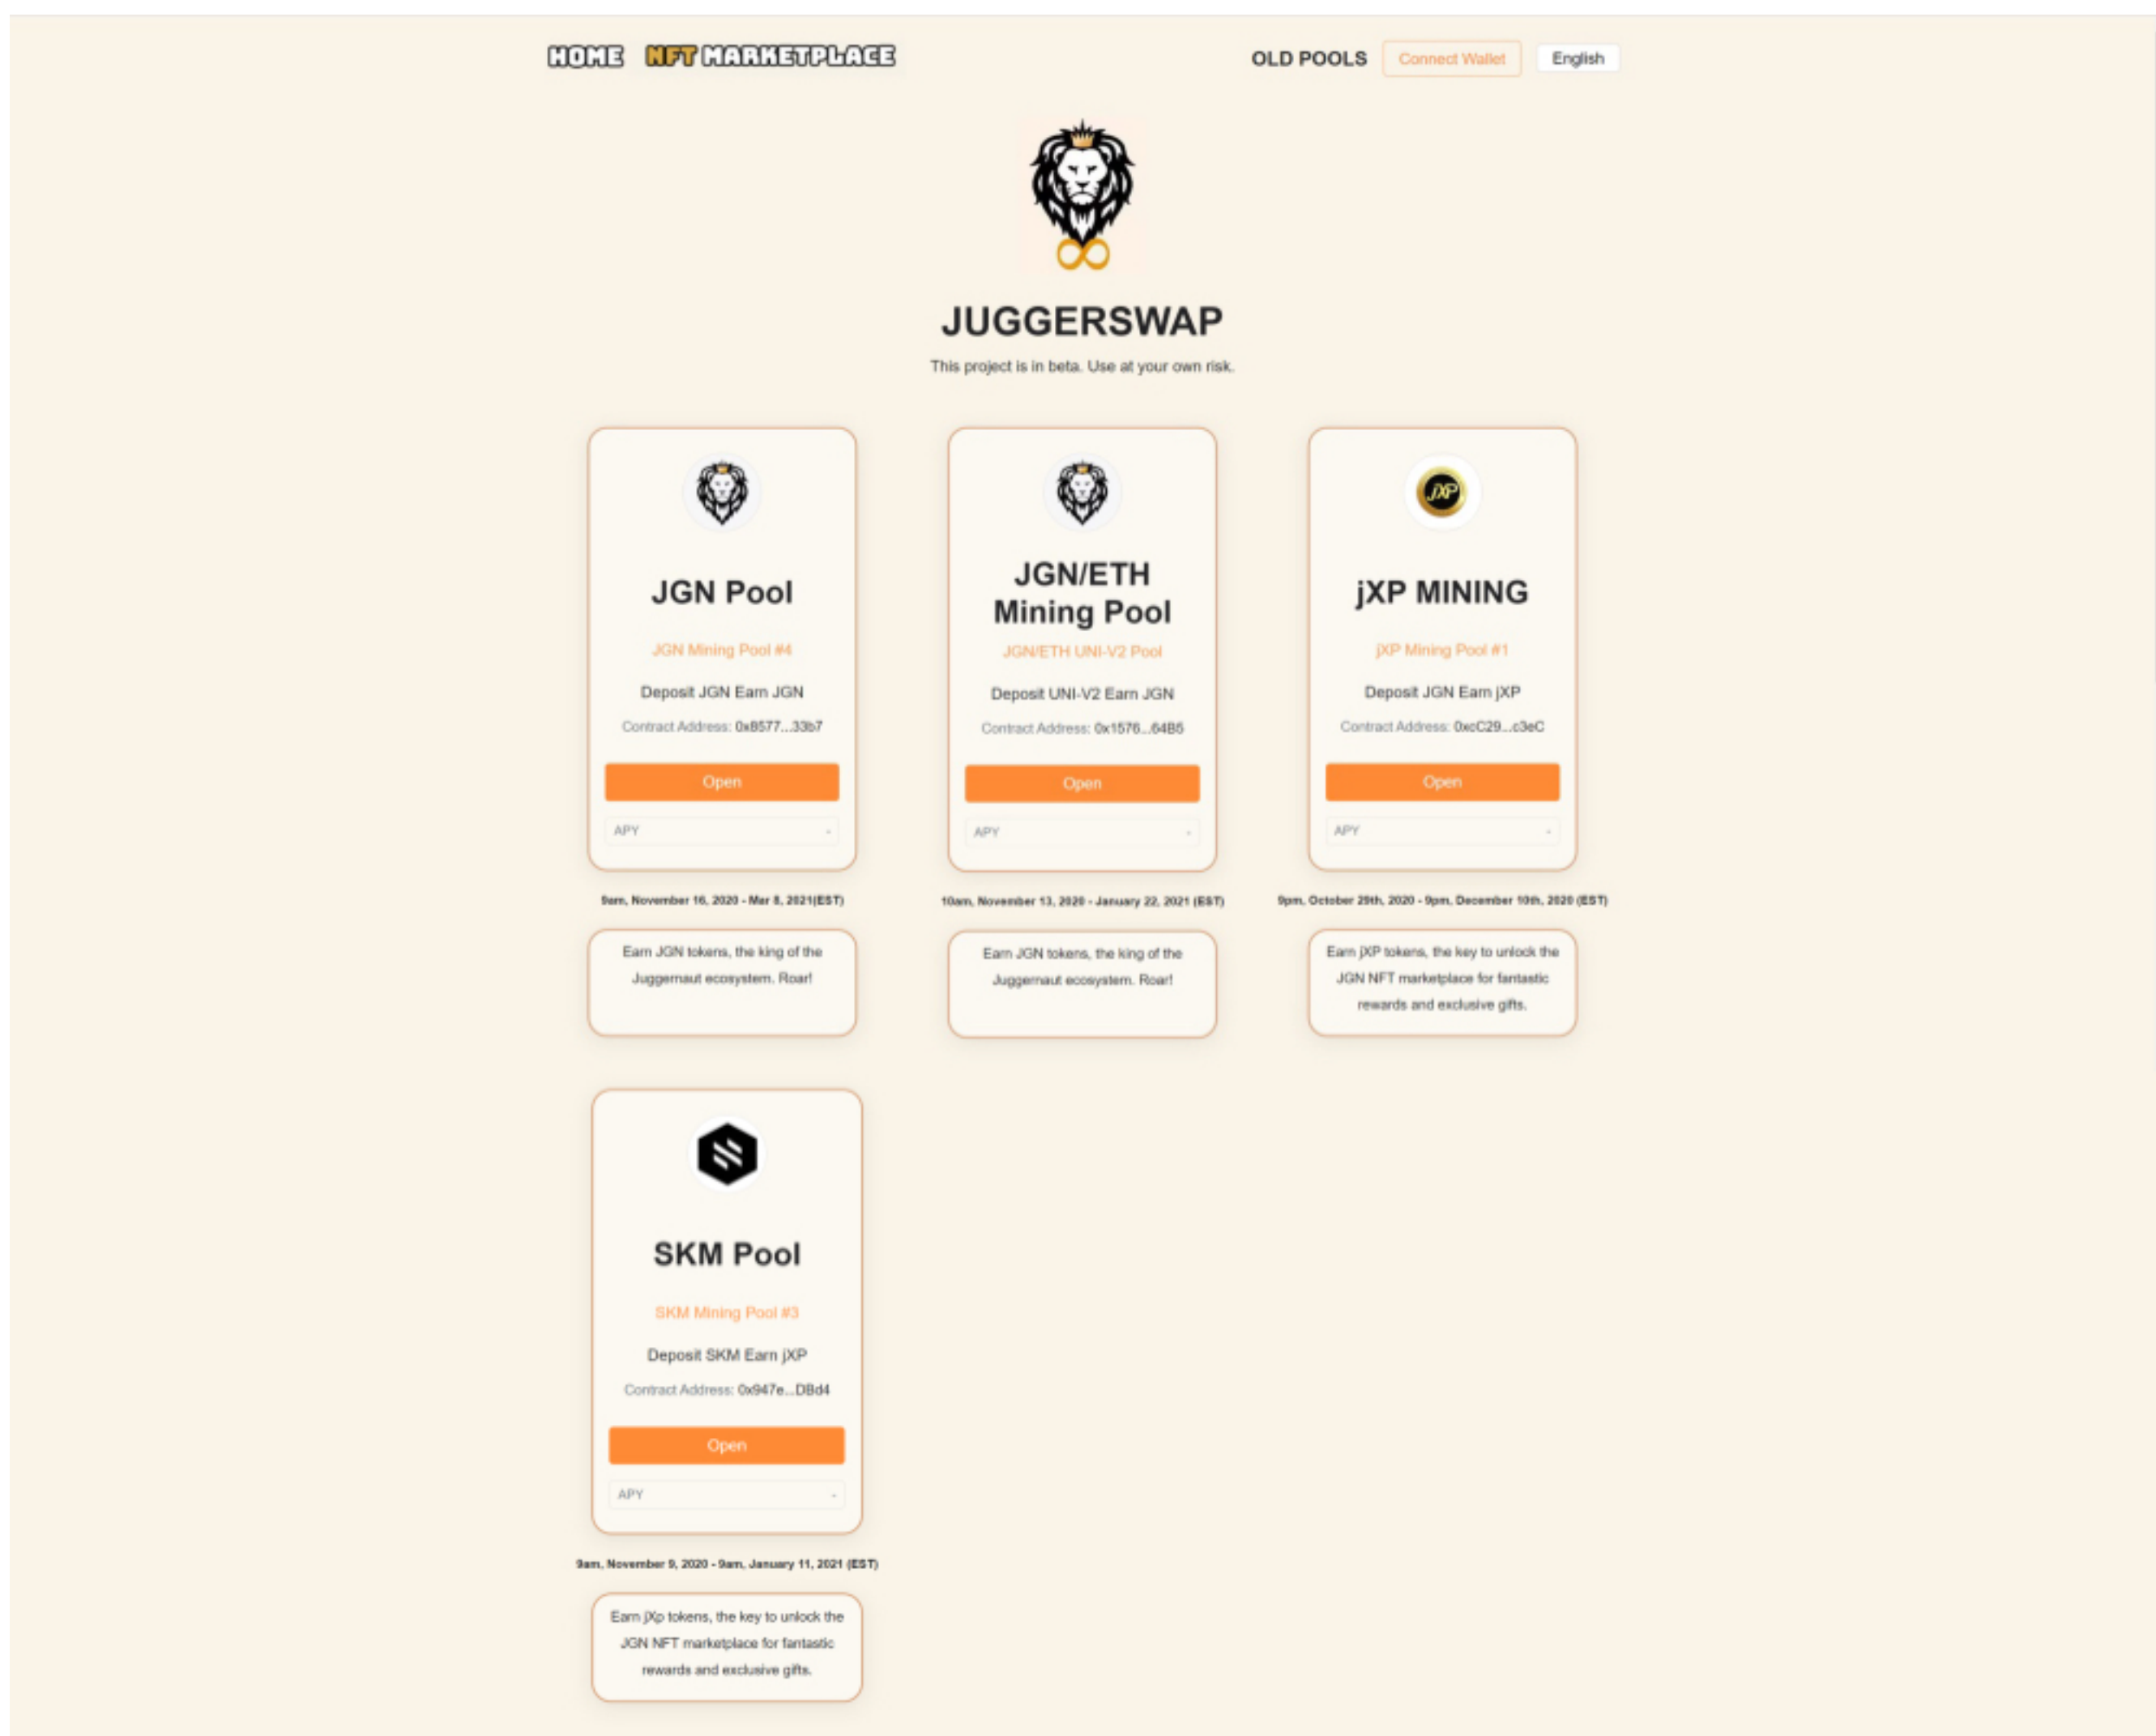 HOME NFT MARKETPLACE
OLD POOLS Connect Wallet English
JUGGERSWAP
This project is in beta. Use at your own risk.
JGN Pool
JGN Mining Pool #4
Deposit JGN Earn JGN
Contract Address: 0x8577...33b7
Open
APY -
9am, November 16, 2020 - Mar 8, 2021(EST)
Earn JGN tokens, the king of the
Juggernaut ecosystem. Roar!
JGN/ETH
Mining Pool
JGN/ETH UNI-V2 Pool
Deposit UNI-V2 Earn JGN
Contract Address: 0x1576...64B5
Open
APY -
10am, November 13, 2020 - January 22, 2021 (EST)
Earn JGN tokens, the king of the
Juggernaut ecosystem. Roar!
jXP
jXP MINING
jXP Mining Pool #1
Deposit JGN Earn jXP
Contract Address: 0xcC29...c3eC
Open
APY -
9pm, October 29th, 2020 - 9pm, December 10th, 2020 (EST)
Earn jXP tokens, the key to unlock the
JGN NFT marketplace for fantastic
rewards and exclusive gifts.
SKM Pool
SKM Mining Pool #3
Deposit SKM Earn jXP
Contract Address: 0x947e...DBd4
Open
APY -
9am, November 9, 2020 - 9am, January 11, 2021 (EST)
Earn jXp tokens, the key to unlock the
JGN NFT marketplace for fantastic
rewards and exclusive gifts.